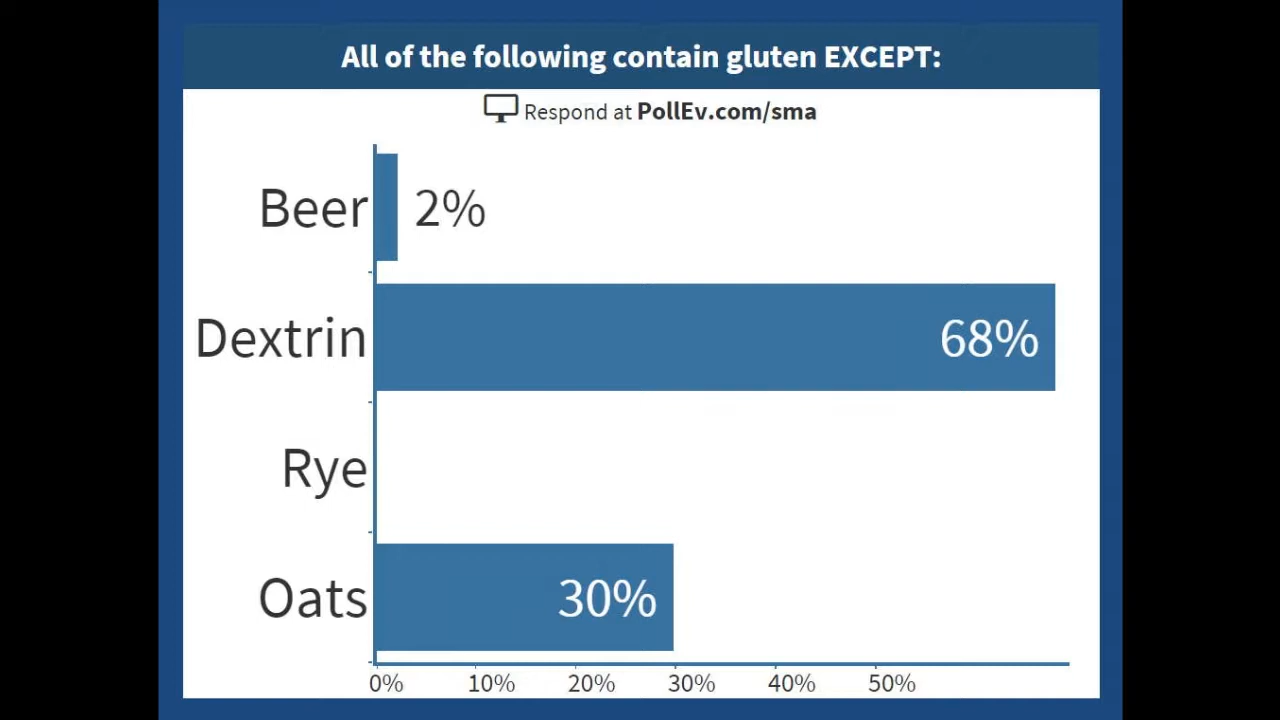 All of the following contain gluten EXCEPT:
Respond at PollEv.com/sma
Beer 2%
Dextrin 68%
Rye
Oats 30%
0% 10% 20% 30% 40% 50%